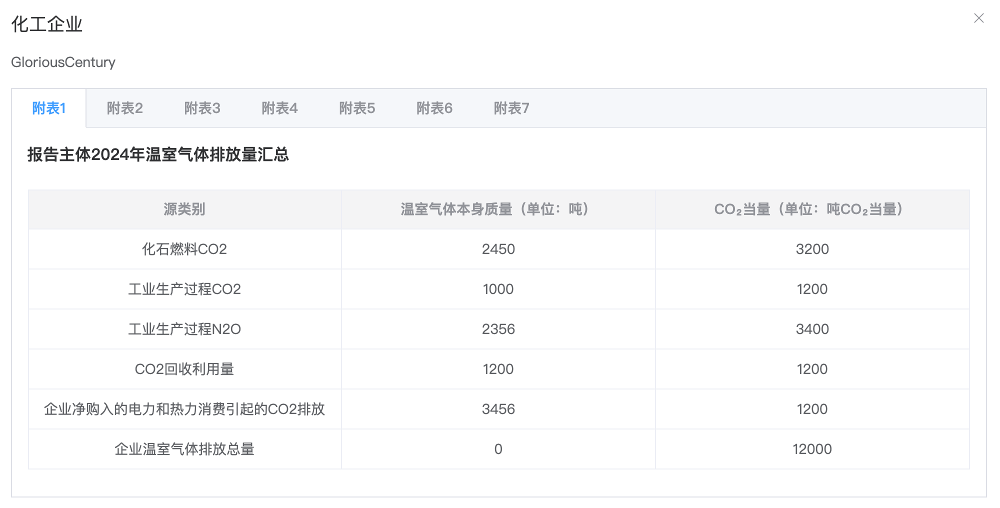 化工企业
GloriousCentury
附表1 附表2 附表3 附表4 附表5 附表6 附表7
报告主体2024年温室气体排放量汇总
源类别 温室气体本身质量（单位：吨） CO₂当量（单位：吨CO₂当量）
化石燃料CO2 2450 3200
工业生产过程CO2 1000 1200
工业生产过程N2O 2356 3400
CO2回收利用量 1200 1200
企业净购入的电力和热力消费引起的CO2排放 3456 1200
企业温室气体排放总量 0 12000